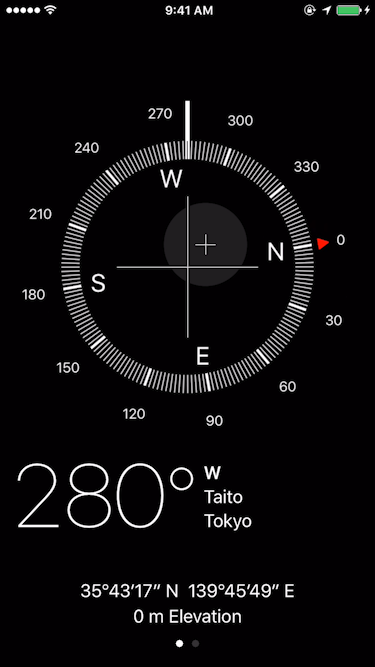 9:41 AM
270
300
240
330
W
210
0
N
S
180
30
E
150
60
120
90
280°
W
Taito
Tokyo
35°43’17” N 139°45’49” E
0 m Elevation